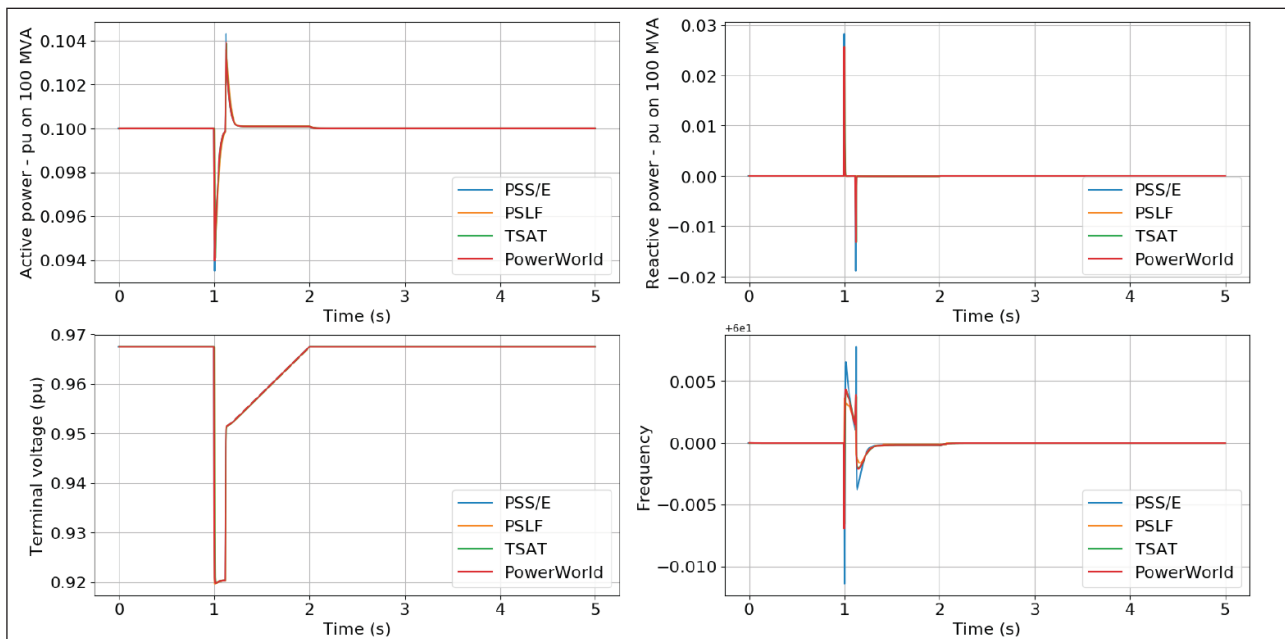 Active power - pu on 100 MVA
0.104
0.102
0.100
0.098
0.096
0.094
PSS/E
PSLF
TSAT
PowerWorld
0 1 2 3 4 5
Time (s)
Reactive power - pu on 100 MVA
0.03
0.02
0.01
0.00
−0.01
−0.02
PSS/E
PSLF
TSAT
PowerWorld
0 1 2 3 4 5
Time (s)
Terminal voltage (pu)
0.97
0.96
0.95
0.94
0.93
0.92
PSS/E
PSLF
TSAT
PowerWorld
0 1 2 3 4 5
Time (s)
+6e1
Frequency
0.005
0.000
−0.005
−0.010
PSS/E
PSLF
TSAT
PowerWorld
0 1 2 3 4 5
Time (s)